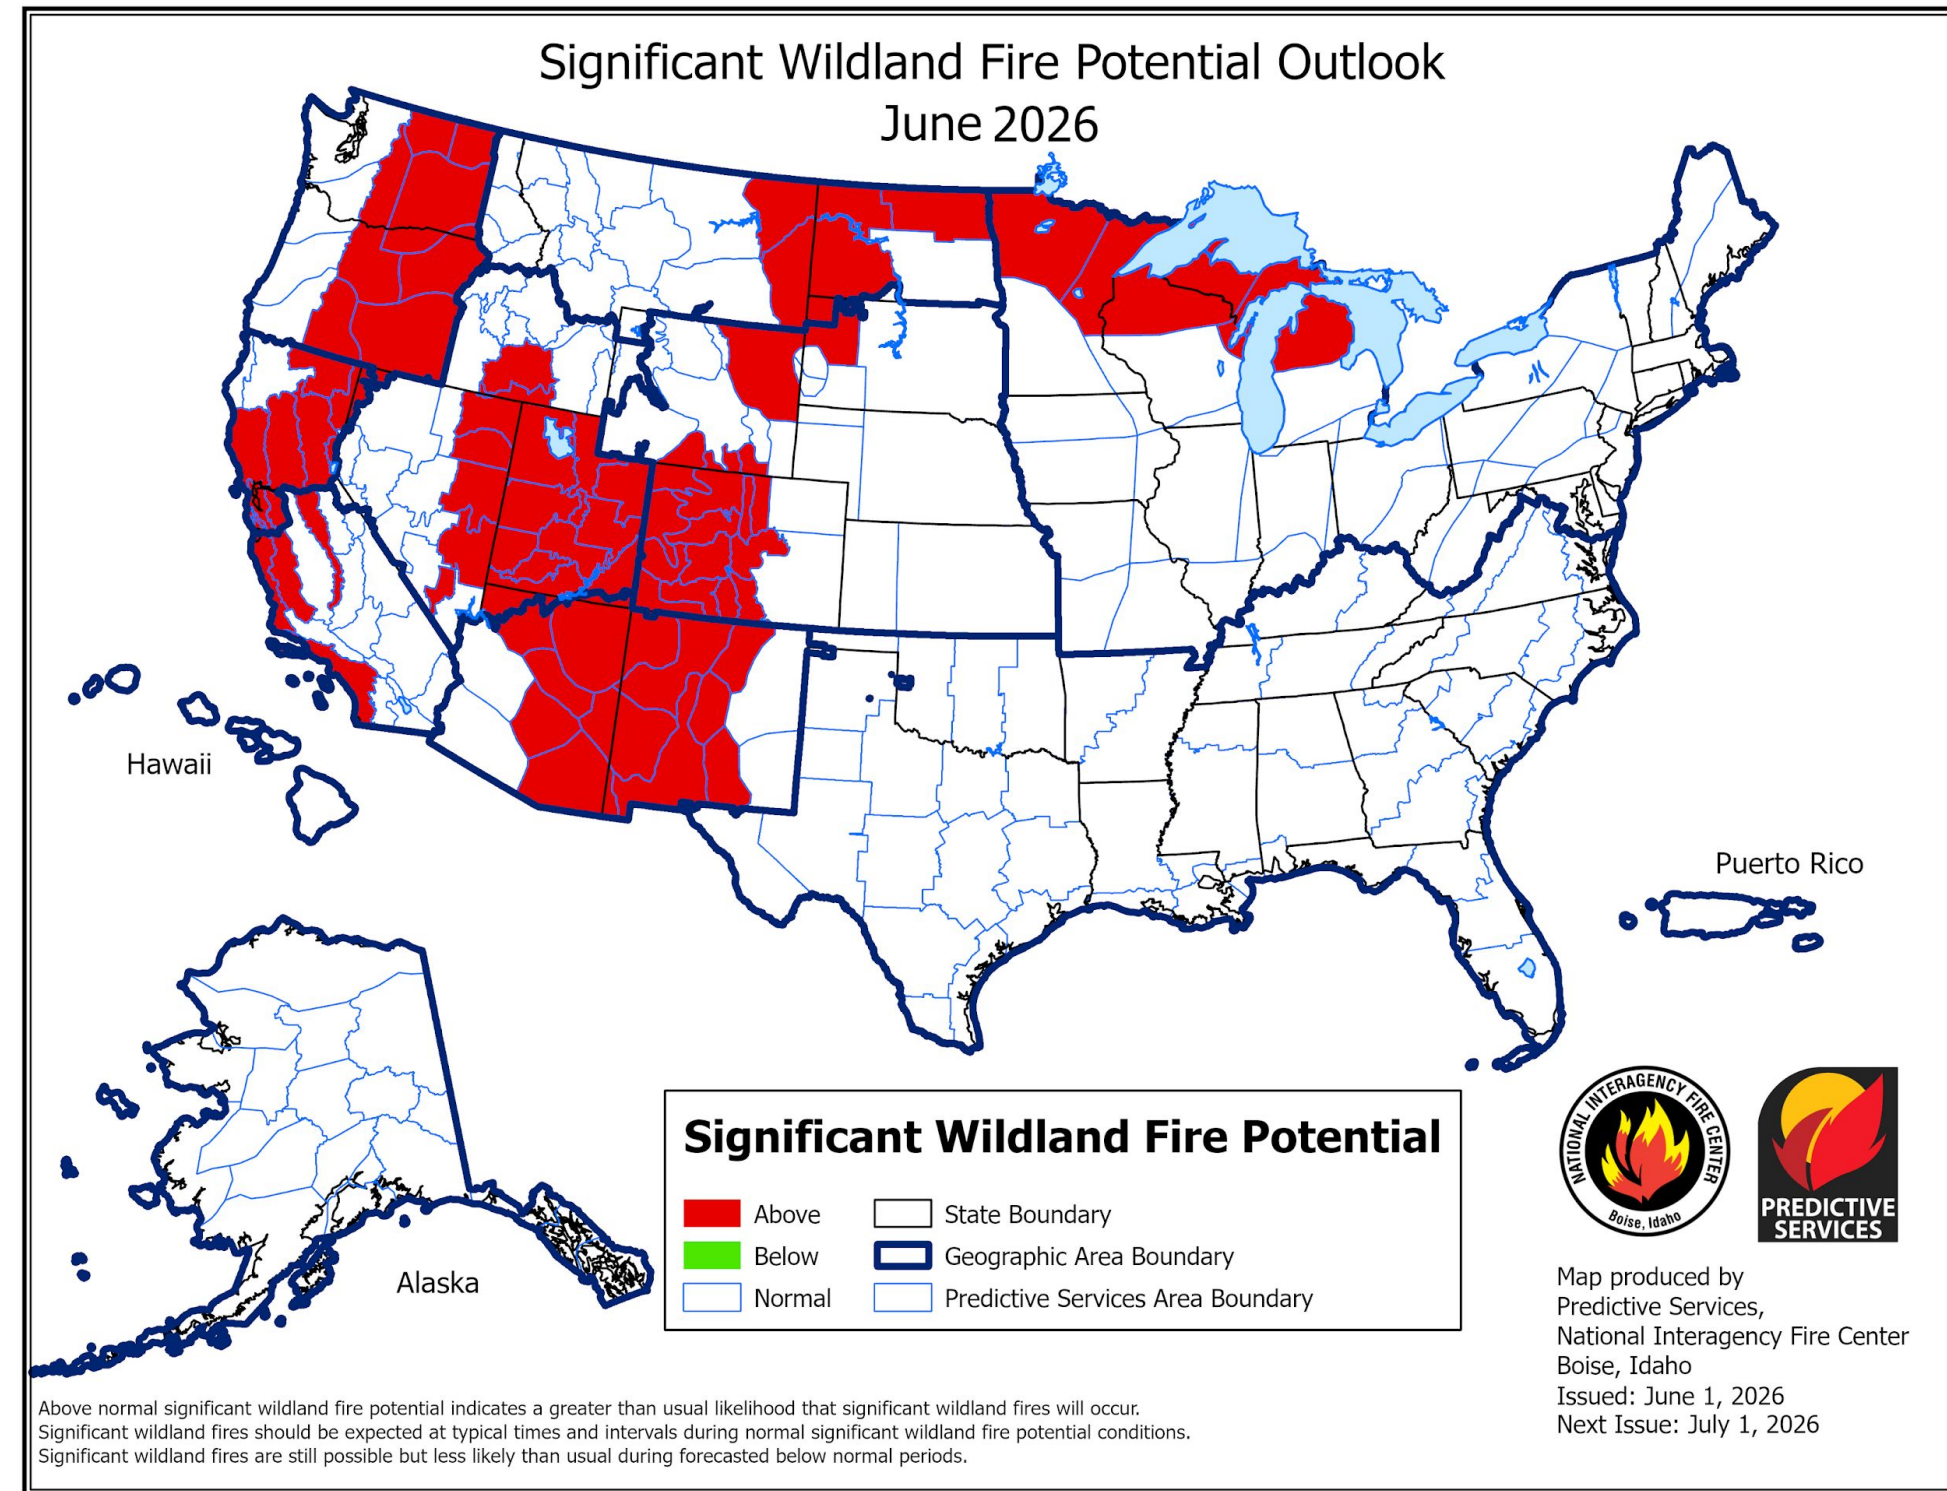 Significant Wildland Fire Potential Outlook
June 2026
Hawaii
Puerto Rico
Alaska
Significant Wildland Fire Potential
Above
State Boundary
Below
Geographic Area Boundary
Normal
Predictive Services Area Boundary
NATIONAL INTERAGENCY FIRE CENTER
Boise, Idaho
PREDICTIVE
SERVICES
Map produced by
Predictive Services,
National Interagency Fire Center
Boise, Idaho
Issued: June 1, 2026
Next Issue: July 1, 2026
Above normal significant wildland fire potential indicates a greater than usual likelihood that significant wildland fires will occur.
Significant wildland fires should be expected at typical times and intervals during normal significant wildland fire potential conditions.
Significant wildland fires are still possible but less likely than usual during forecasted below normal periods.